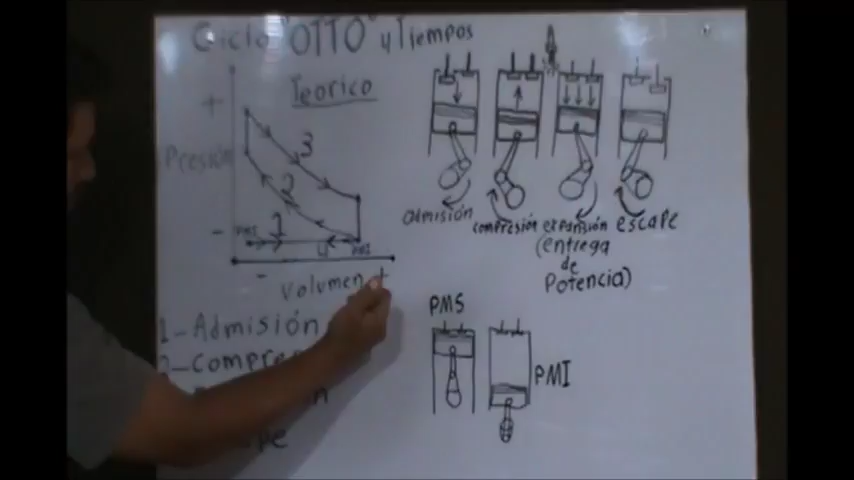 Ciclo "OTTO" y Tiempos
Teorico
+
Presión
-
3
2
1
4
PMS
PMI
-
Volumen +
1-Admisión
2-Compre
admisión
compresión
expansión
(entrega
de
Potencia)
escape
PMS
PMI